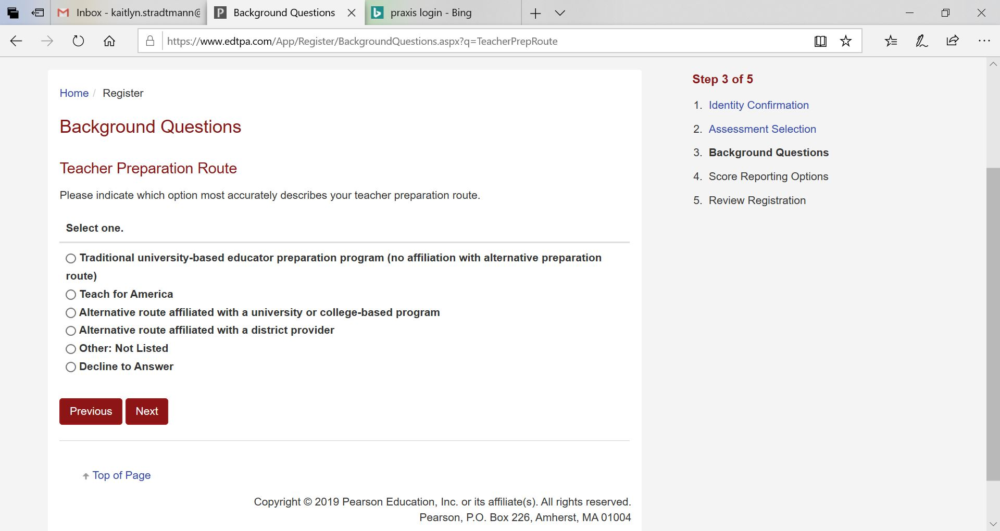 Inbox - kaitlyn.stradtmann@
Background Questions
praxis login - Bing
https://www.edtpa.com/App/Register/BackgroundQuestions.aspx?q=TeacherPrepRoute
Home / Register
Background Questions
Teacher Preparation Route
Please indicate which option most accurately describes your teacher preparation route.
Select one.
Traditional university-based educator preparation program (no affiliation with alternative preparation
route)
Teach for America
Alternative route affiliated with a university or college-based program
Alternative route affiliated with a district provider
Other: Not Listed
Decline to Answer
Previous
Next
Top of Page
Copyright © 2019 Pearson Education, Inc. or its affiliate(s). All rights reserved.
Pearson, P.O. Box 226, Amherst, MA 01004
Step 3 of 5
1. Identity Confirmation
2. Assessment Selection
3. Background Questions
4. Score Reporting Options
5. Review Registration